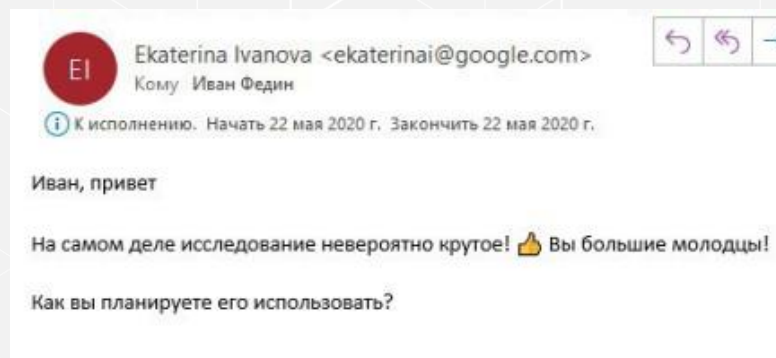 EI
Ekaterina Ivanova <ekaterinai@google.com>
Кому Иван Федин
К исполнению. Начать 22 мая 2020 г. Закончить 22 мая 2020 г.
Иван, привет
На самом деле исследование невероятно крутое! 👍 Вы большие молодцы!
Как вы планируете его использовать?